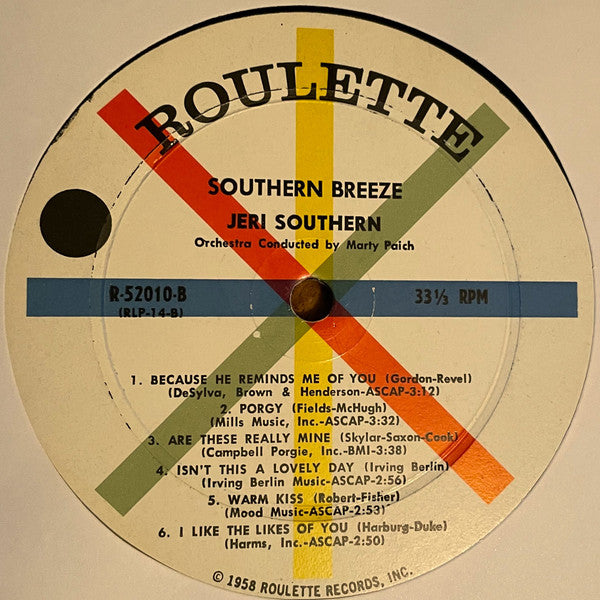 ROULETTE
SOUTHERN BREEZE
JERI SOUTHERN
Orchestra Conducted by Marty Paich
R-52010-B
(RLP-14-B)
33⅓ RPM
1. BECAUSE HE REMINDS ME OF YOU (Gordon-Revel)
(DeSylva, Brown & Henderson-ASCAP-3:12)
2. PORGY (Fields-McHugh)
(Mills Music, Inc.-ASCAP-3:32)
3. ARE THESE REALLY MINE (Skylar-Saxon-Cook)
(Campbell Porgie, Inc.-BMI-3:38)
4. ISN'T THIS A LOVELY DAY (Irving Berlin)
(Irving Berlin Music-ASCAP-2:56)
5. WARM KISS (Robert-Fisher)
(Mood Music-ASCAP-2:53)
6. I LIKE THE LIKES OF YOU (Harburg-Duke)
(Harms, Inc.-ASCAP-2:50)
© 1958 ROULETTE RECORDS, INC.